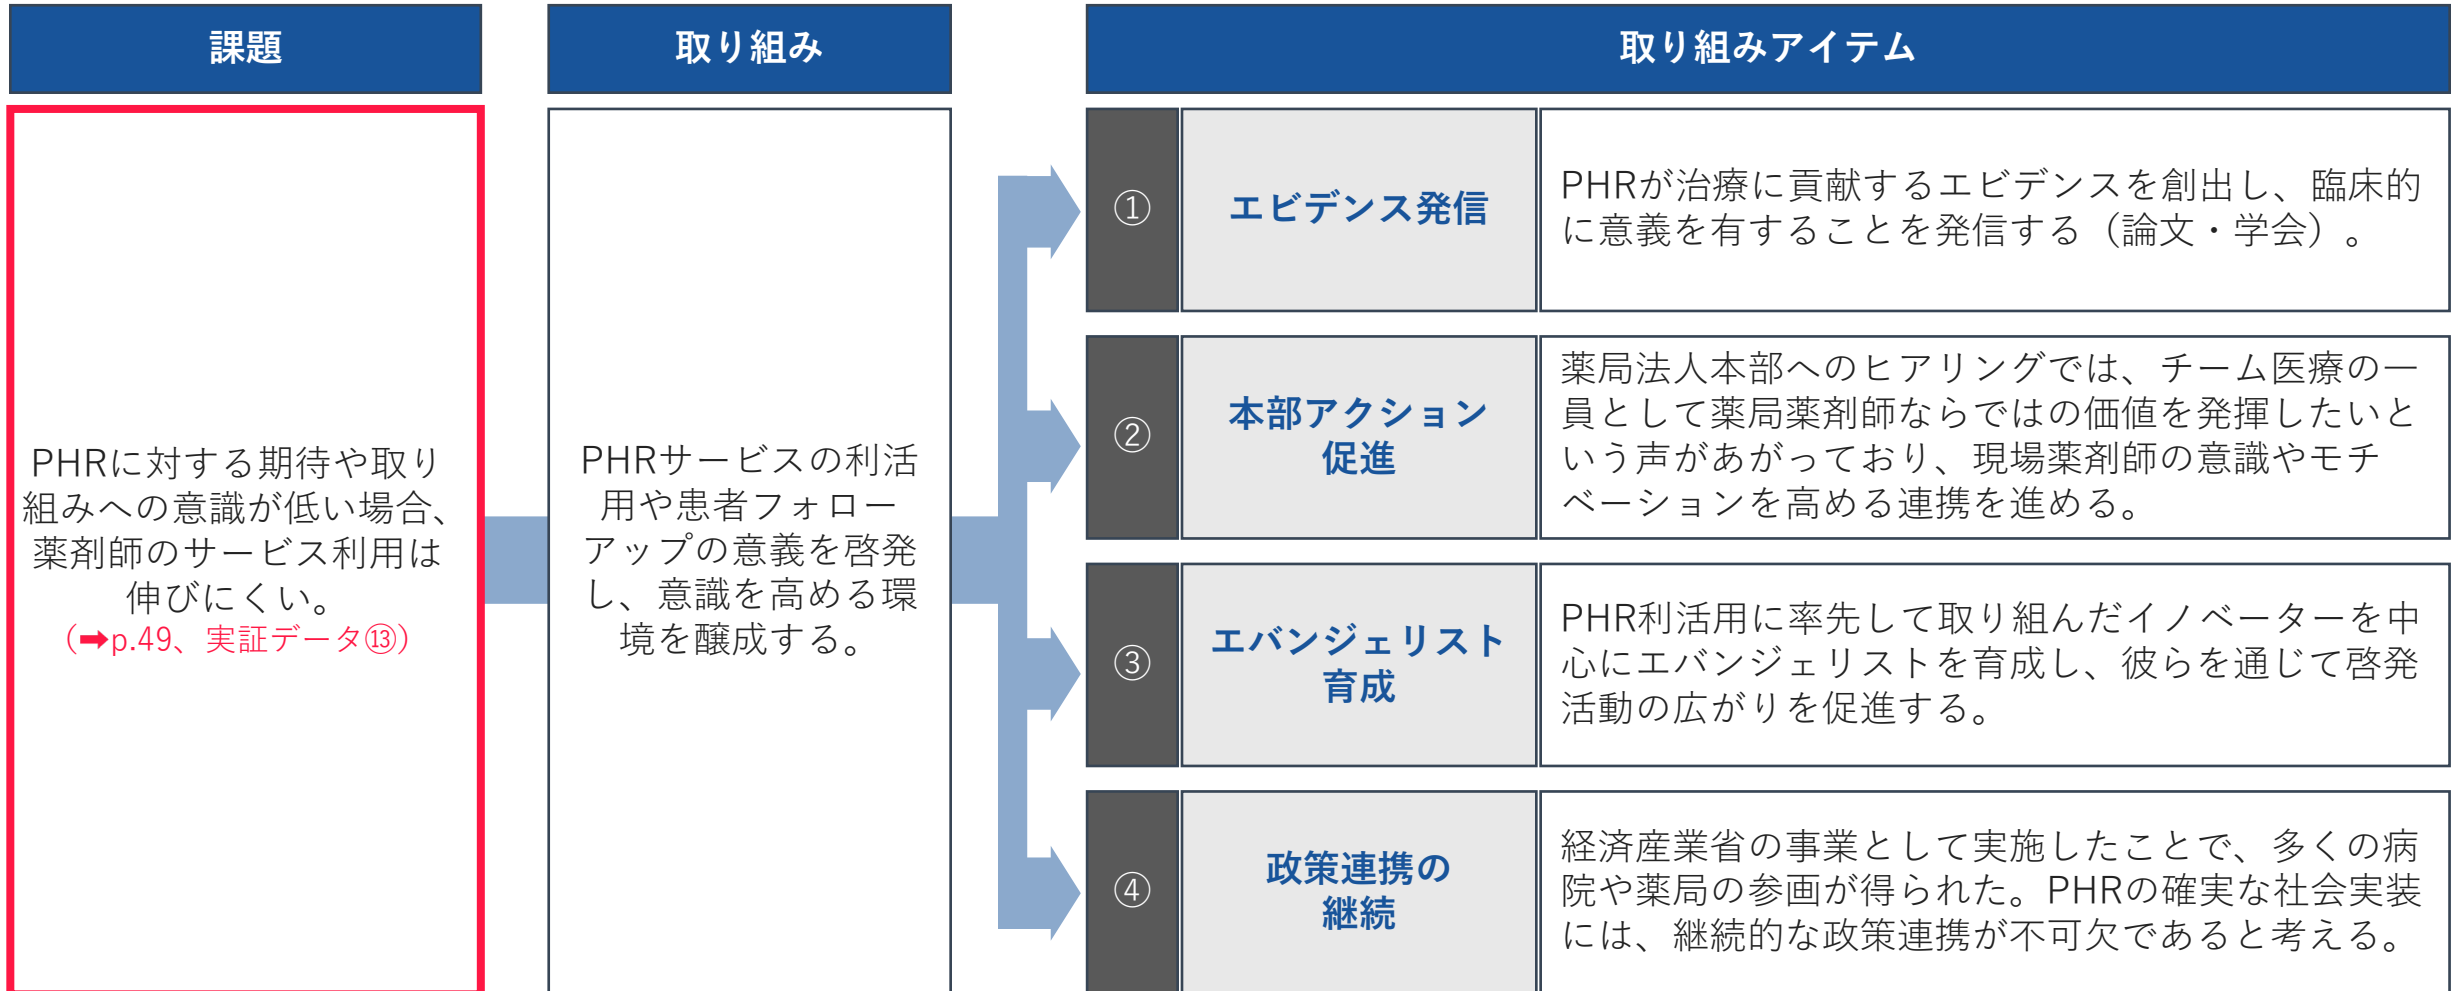 課題
取り組み
取り組みアイテム
PHRに対する期待や取り
組みへの意識が低い場合、
薬剤師のサービス利用は
伸びにくい。
（➡p.49、実証データ⑬）
PHRサービスの利活
用や患者フォロー
アップの意義を啓発
し、意識を高める環
境を醸成する。
①
エビデンス発信
PHRが治療に貢献するエビデンスを創出し、臨床的
に意義を有することを発信する（論文・学会）。
②
本部アクション
促進
薬局法人本部へのヒアリングでは、チーム医療の一
員として薬局薬剤師ならではの価値を発揮したいと
いう声があがっており、現場薬剤師の意識やモチ
ベーションを高める連携を進める。
③
エバンジェリスト
育成
PHR利活用に率先して取り組んだイノベーターを中
心にエバンジェリストを育成し、彼らを通じて啓発
活動の広がりを促進する。
④
政策連携の
継続
経済産業省の事業として実施したことで、多くの病
院や薬局の参画が得られた。PHRの確実な社会実装
には、継続的な政策連携が不可欠であると考える。